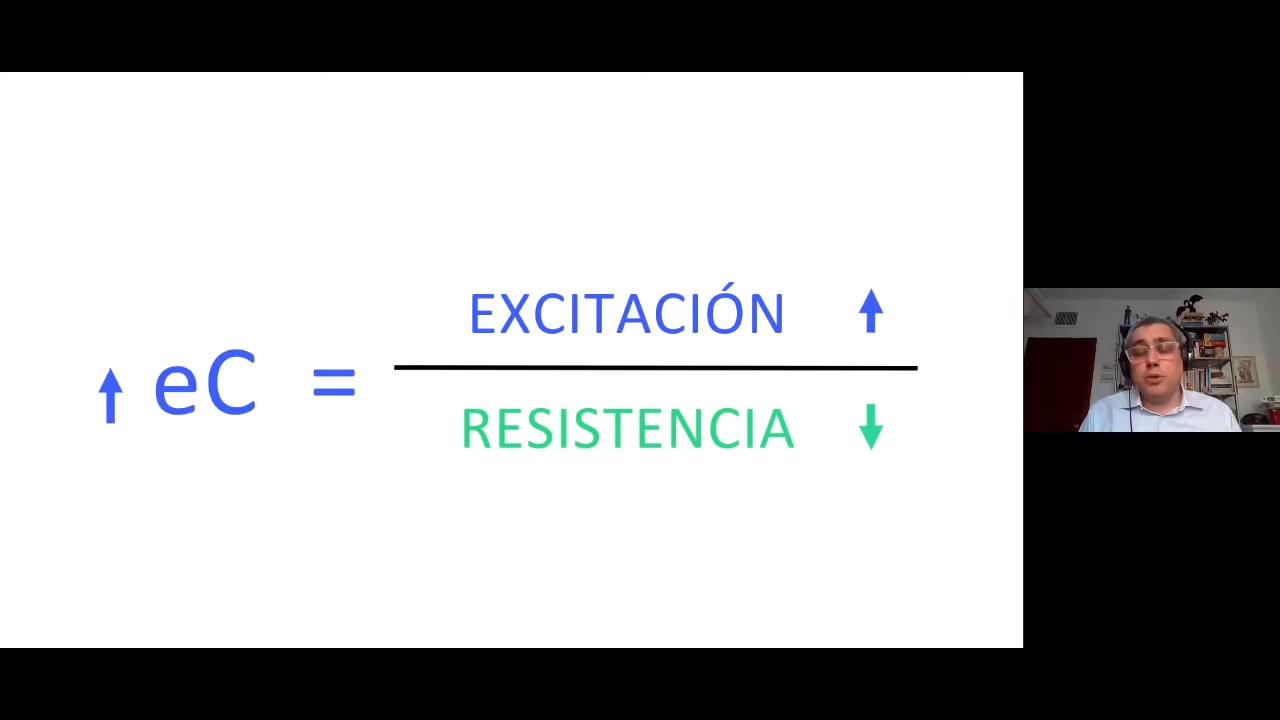 EXCITACIÓN ↑
↑ eC =
RESISTENCIA ↓